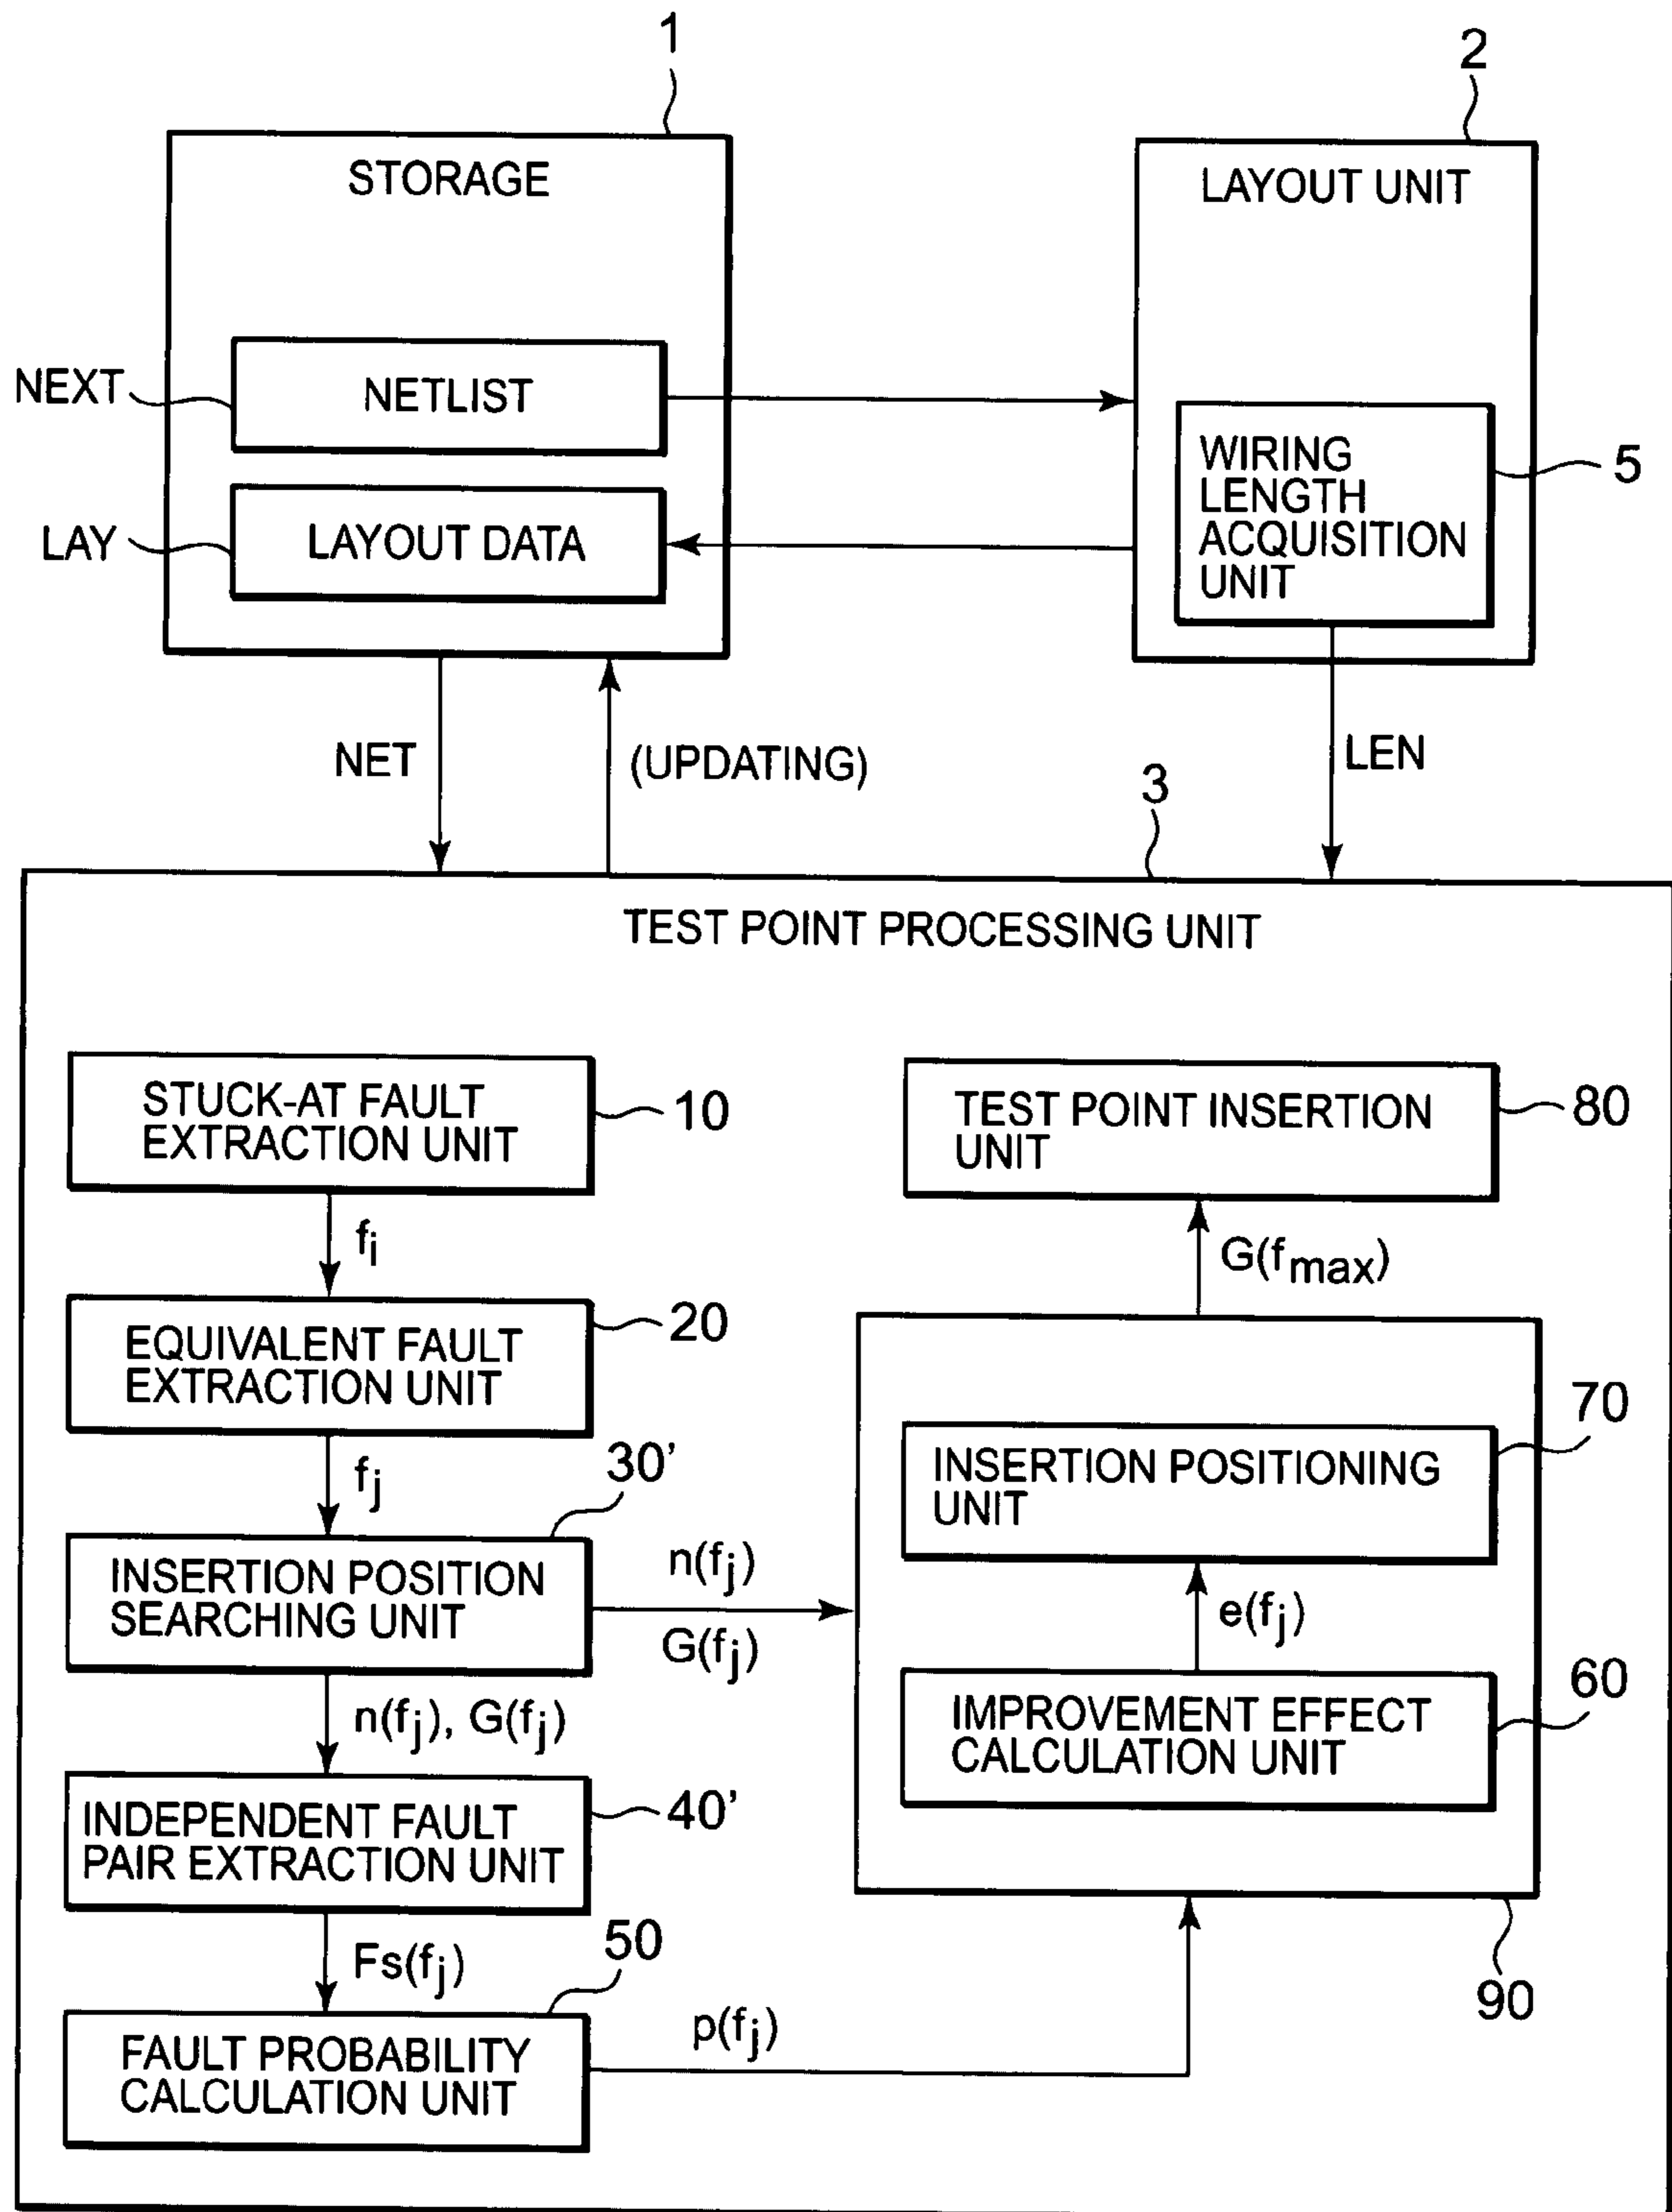 1
2
STORAGE
LAYOUT UNIT
NEXT
NETLIST
WIRING
LENGTH
ACQUISITION
UNIT
5
LAY
LAYOUT DATA
NET
(UPDATING)
LEN
3
TEST POINT PROCESSING UNIT
STUCK-AT FAULT
EXTRACTION UNIT
10
TEST POINT INSERTION
UNIT
80
fi
G(fmax)
EQUIVALENT FAULT
EXTRACTION UNIT
20
fj
30’
INSERTION POSITIONING
UNIT
70
INSERTION POSITION
SEARCHING UNIT
n(fj)
G(fj)
e(fj)
n(fj), G(fj)
IMPROVEMENT EFFECT
CALCULATION UNIT
60
INDEPENDENT FAULT
PAIR EXTRACTION UNIT
40’
Fs(fj)
50
90
FAULT PROBABILITY
CALCULATION UNIT
p(fj)